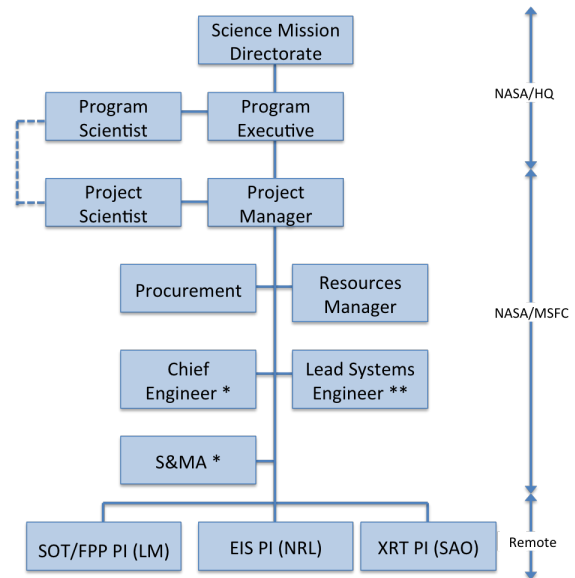 Science Mission
Directorate
NASA/HQ
Program
Scientist
Program
Executive
Project
Scientist
Project
Manager
Procurement
Resources
Manager
NASA/MSFC
Chief
Engineer *
Lead Systems
Engineer **
S&MA *
SOT/FPP PI (LM)
EIS PI (NRL)
XRT PI (SAO)
Remote